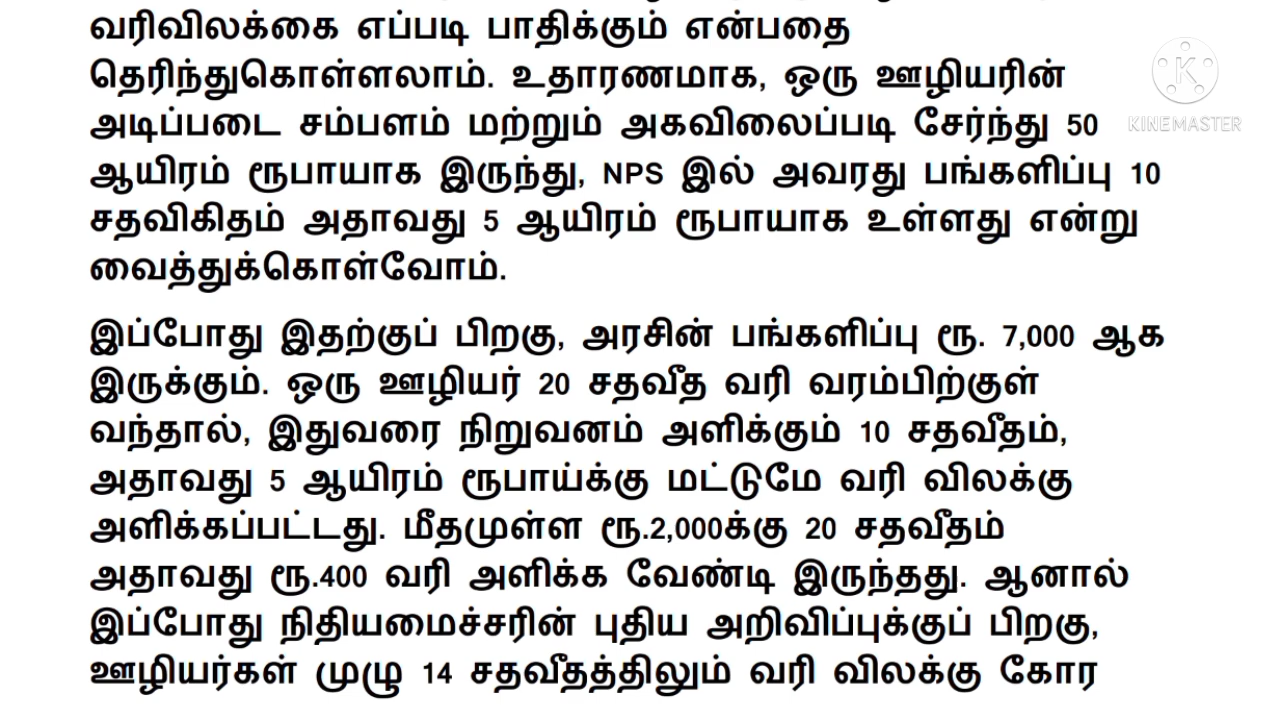 வரிவிலக்கை எப்படி பாதிக்கும் என்பதை
தெரிந்துகொள்ளலாம். உதாரணமாக, ஒரு ஊழியரின்
அடிப்படை சம்பளம் மற்றும் அகவிலைப்படி சேர்ந்து 50
ஆயிரம் ரூபாயாக இருந்து, NPS இல் அவரது பங்களிப்பு 10
சதவிகிதம் அதாவது 5 ஆயிரம் ரூபாயாக உள்ளது என்று
வைத்துக்கொள்வோம்.
இப்போது இதற்குப் பிறகு, அரசின் பங்களிப்பு ரூ. 7,000 ஆக
இருக்கும். ஒரு ஊழியர் 20 சதவீத வரி வரம்பிற்குள்
வந்தால், இதுவரை நிறுவனம் அளிக்கும் 10 சதவீதம்,
அதாவது 5 ஆயிரம் ரூபாய்க்கு மட்டுமே வரி விலக்கு
அளிக்கப்பட்டது. மீதமுள்ள ரூ.2,000க்கு 20 சதவீதம்
அதாவது ரூ.400 வரி அளிக்க வேண்டி இருந்தது. ஆனால்
இப்போது நிதியமைச்சரின் புதிய அறிவிப்புக்குப் பிறகு,
ஊழியர்கள் முழு 14 சதவீதத்திலும் வரி விலக்கு கோர
K
KINEMASTER